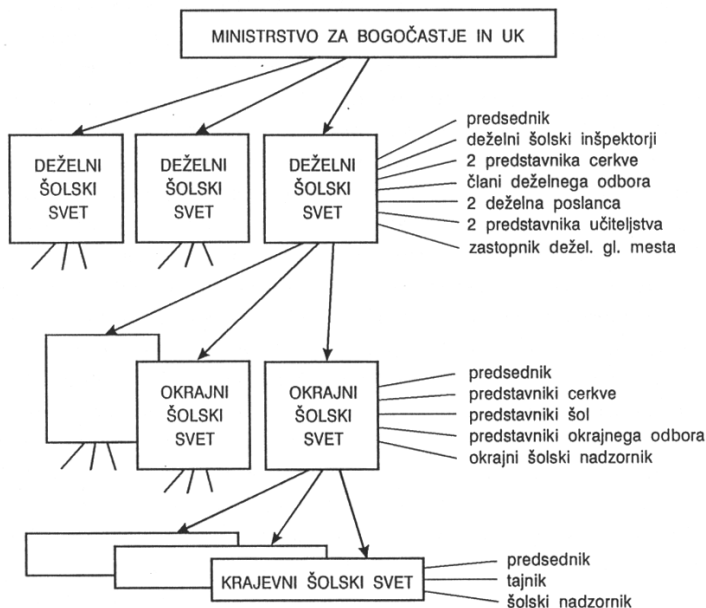 MINISTRSTVO ZA BOGOČASTJE IN UK
DEŽELNI
ŠOLSKI
SVET
DEŽELNI
ŠOLSKI
SVET
DEŽELNI
ŠOLSKI
SVET
predsednik
deželni šolski inšpektorji
2 predstavnika cerkve
člani deželnega odbora
2 deželna poslanca
2 predstavnika učiteljstva
zastopnik dežel. gl. mesta
OKRAJNI
ŠOLSKI
SVET
OKRAJNI
ŠOLSKI
SVET
predsednik
predstavniki cerkve
predstavniki šol
predstavniki okrajnega odbora
okrajni šolski nadzornik
KRAJEVNI ŠOLSKI SVET
predsednik
tajnik
šolski nadzornik